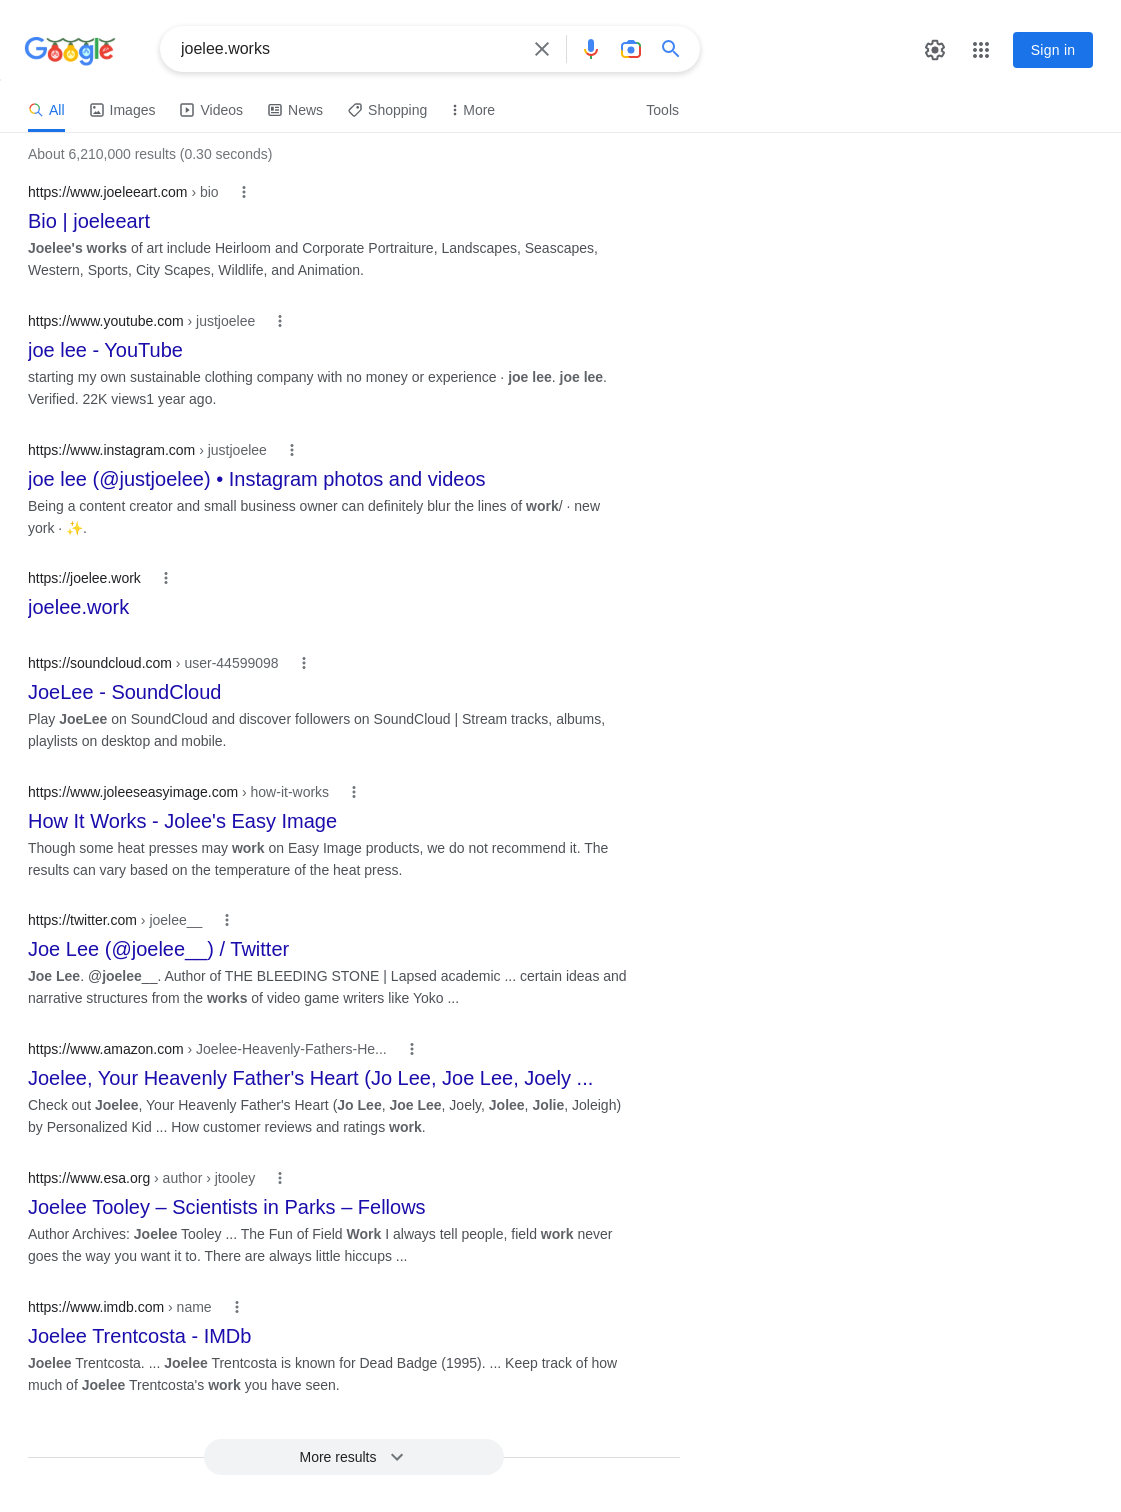 Google
joelee.works
Sign in
All Images Videos News Shopping More Tools
About 6,210,000 results (0.30 seconds)
https://www.joeleeart.com › bio
Bio | joeleeart
Joelee's works of art include Heirloom and Corporate Portraiture, Landscapes, Seascapes,
Western, Sports, City Scapes, Wildlife, and Animation.
https://www.youtube.com › justjoelee
joe lee - YouTube
starting my own sustainable clothing company with no money or experience · joe lee. joe lee.
Verified. 22K views1 year ago.
https://www.instagram.com › justjoelee
joe lee (@justjoelee) • Instagram photos and videos
Being a content creator and small business owner can definitely blur the lines of work/ · new
york · ✨.
https://joelee.work
joelee.work
https://soundcloud.com › user-44599098
JoeLee - SoundCloud
Play JoeLee on SoundCloud and discover followers on SoundCloud | Stream tracks, albums,
playlists on desktop and mobile.
https://www.joleeseasyimage.com › how-it-works
How It Works - Jolee's Easy Image
Though some heat presses may work on Easy Image products, we do not recommend it. The
results can vary based on the temperature of the heat press.
https://twitter.com › joelee__
Joe Lee (@joelee__) / Twitter
Joe Lee. @joelee__. Author of THE BLEEDING STONE | Lapsed academic ... certain ideas and
narrative structures from the works of video game writers like Yoko ...
https://www.amazon.com › Joelee-Heavenly-Fathers-He...
Joelee, Your Heavenly Father's Heart (Jo Lee, Joe Lee, Joely ...
Check out Joelee, Your Heavenly Father's Heart (Jo Lee, Joe Lee, Joely, Jolee, Jolie, Joleigh)
by Personalized Kid ... How customer reviews and ratings work.
https://www.esa.org › author › jtooley
Joelee Tooley – Scientists in Parks – Fellows
Author Archives: Joelee Tooley ... The Fun of Field Work I always tell people, field work never
goes the way you want it to. There are always little hiccups ...
https://www.imdb.com › name
Joelee Trentcosta - IMDb
Joelee Trentcosta. ... Joelee Trentcosta is known for Dead Badge (1995). ... Keep track of how
much of Joelee Trentcosta's work you have seen.
More results